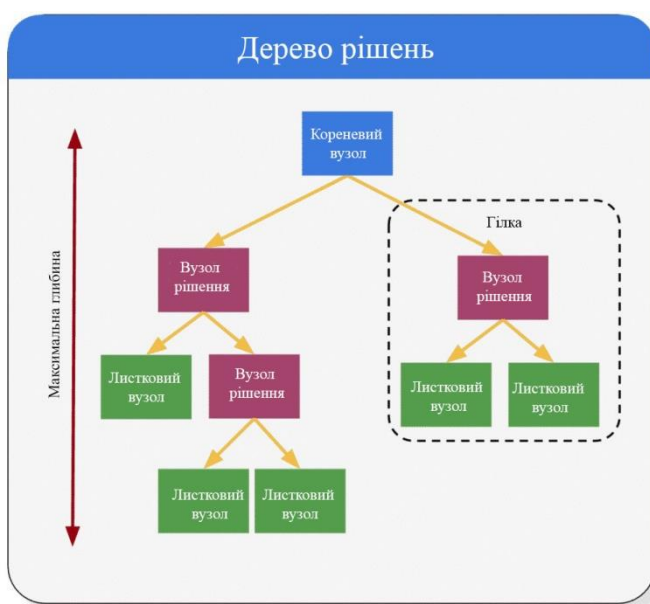 Дерево рішень
Кореневий
вузол
Гілка
Вузол
рішення
Вузол
рішення
Максимальна глибина
Листковий
вузол
Вузол
рішення
Листковий
вузол
Листковий
вузол
Листковий
вузол
Листковий
вузол